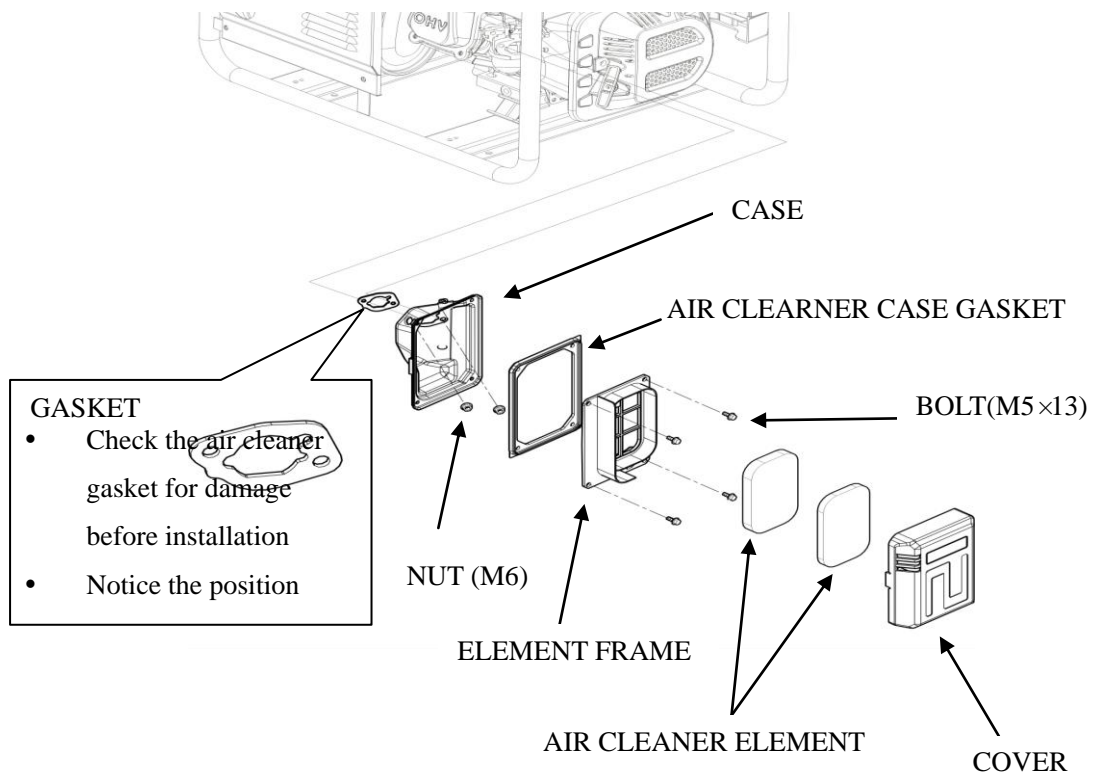 OHV
CASE
AIR CLEARNER CASE GASKET
BOLT(M5×13)
GASKET
• Check the air cleaner
gasket for damage
before installation
• Notice the position
NUT (M6)
ELEMENT FRAME
AIR CLEANER ELEMENT
COVER